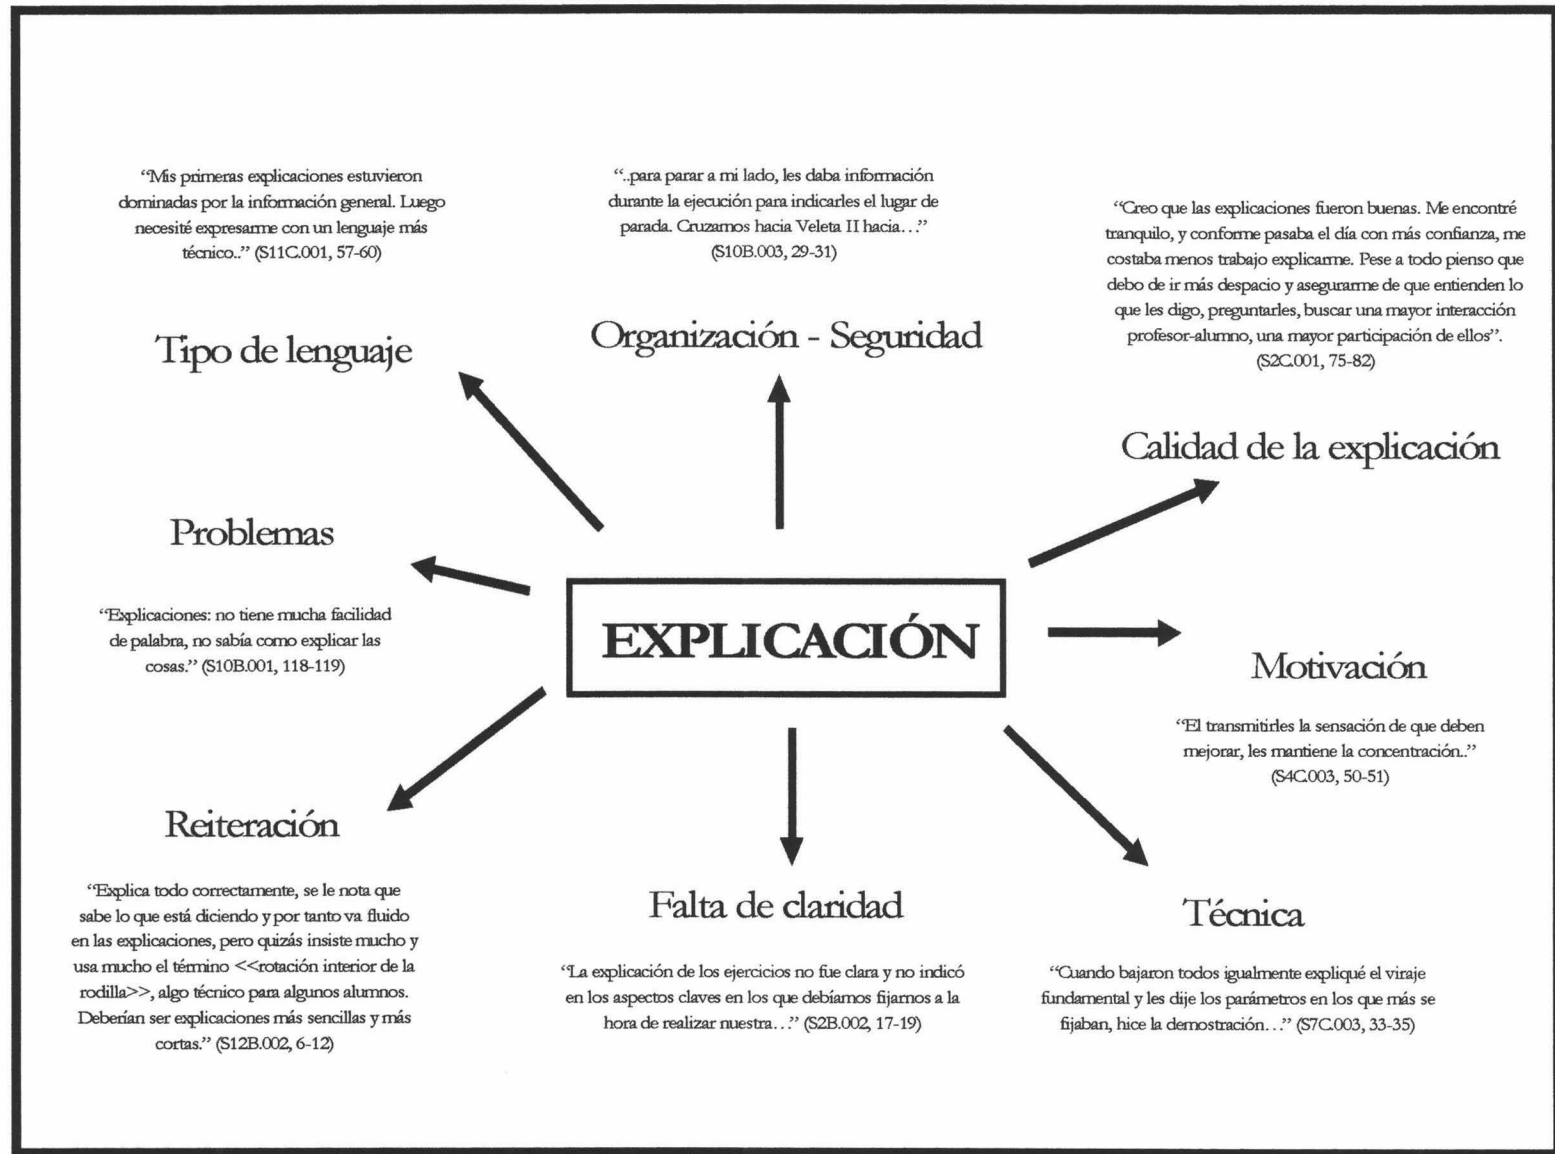 “Mis primeras explicaciones estuvieron
dominadas por la información general. Luego
necesité expresarme con un lenguaje más
técnico..” (S11C.001, 57-60)
Tipo de lenguaje
“..para parar a mi lado, les daba información
durante la ejecución para indicarles el lugar de
parada. Cruzamos hacia Veleta II hacia…”
(S10B.003, 29-31)
Organización - Seguridad
“Creo que las explicaciones fueron buenas. Me encontré
tranquilo, y conforme pasaba el día con más confianza, me
costaba menos trabajo explicarme. Pese a todo pienso que
debo de ir más despacio y asegurarme de que entienden lo
que les digo, preguntarles, buscar una mayor interacción
profesor-alumno, una mayor participación de ellos”.
(S2C.001, 75-82)
Calidad de la explicación
Problemas
“Explicaciones: no tiene mucha facilidad
de palabra, no sabía como explicar las
cosas.” (S10B.001, 118-119)
EXPLICACIÓN
Motivación
“El transmitirles la sensación de que deben
mejorar, les mantiene la concentración..”
(S4C.003, 50-51)
Reiteración
“Explica todo correctamente, se le nota que
sabe lo que está diciendo y por tanto va fluido
en las explicaciones, pero quizás insiste mucho y
usa mucho el término <<rotación interior de la
rodilla>>, algo técnico para algunos alumnos.
Deberían ser explicaciones más sencillas y más
cortas.” (S12B.002, 6-12)
Falta de claridad
“La explicación de los ejercicios no fue clara y no indicó
en los aspectos claves en los que debíamos fijarnos a la
hora de realizar nuestra…” (S2B.002, 17-19)
Técnica
“Cuando bajaron todos igualmente expliqué el viraje
fundamental y les dije los parámetros en los que más se
fijaban, hice la demostración…” (S7C.003, 33-35)